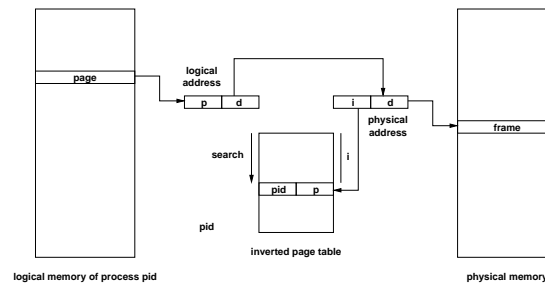 page
logical
address
p d
i d
physical
address
frame
search
i
pid p
pid
inverted page table
logical memory of process pid
physical memory